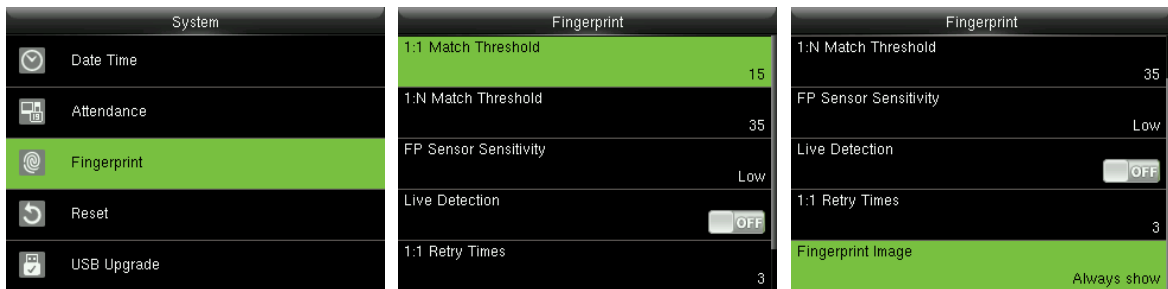 System
Date Time
Attendance
Fingerprint
Reset
USB Upgrade
Fingerprint
1:1 Match Threshold
15
1:N Match Threshold
35
FP Sensor Sensitivity
Low
Live Detection
OFF
1:1 Retry Times
3
Fingerprint
1:N Match Threshold
35
FP Sensor Sensitivity
Low
Live Detection
OFF
1:1 Retry Times
3
Fingerprint Image
Always show